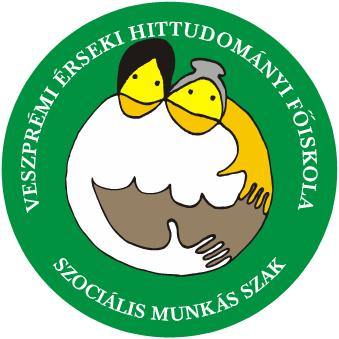 VESZPRÉMI ÉRSEKI HITTUDOMÁNYI FŐISKOLA
SZOCIÁLIS MUNKÁS SZAK